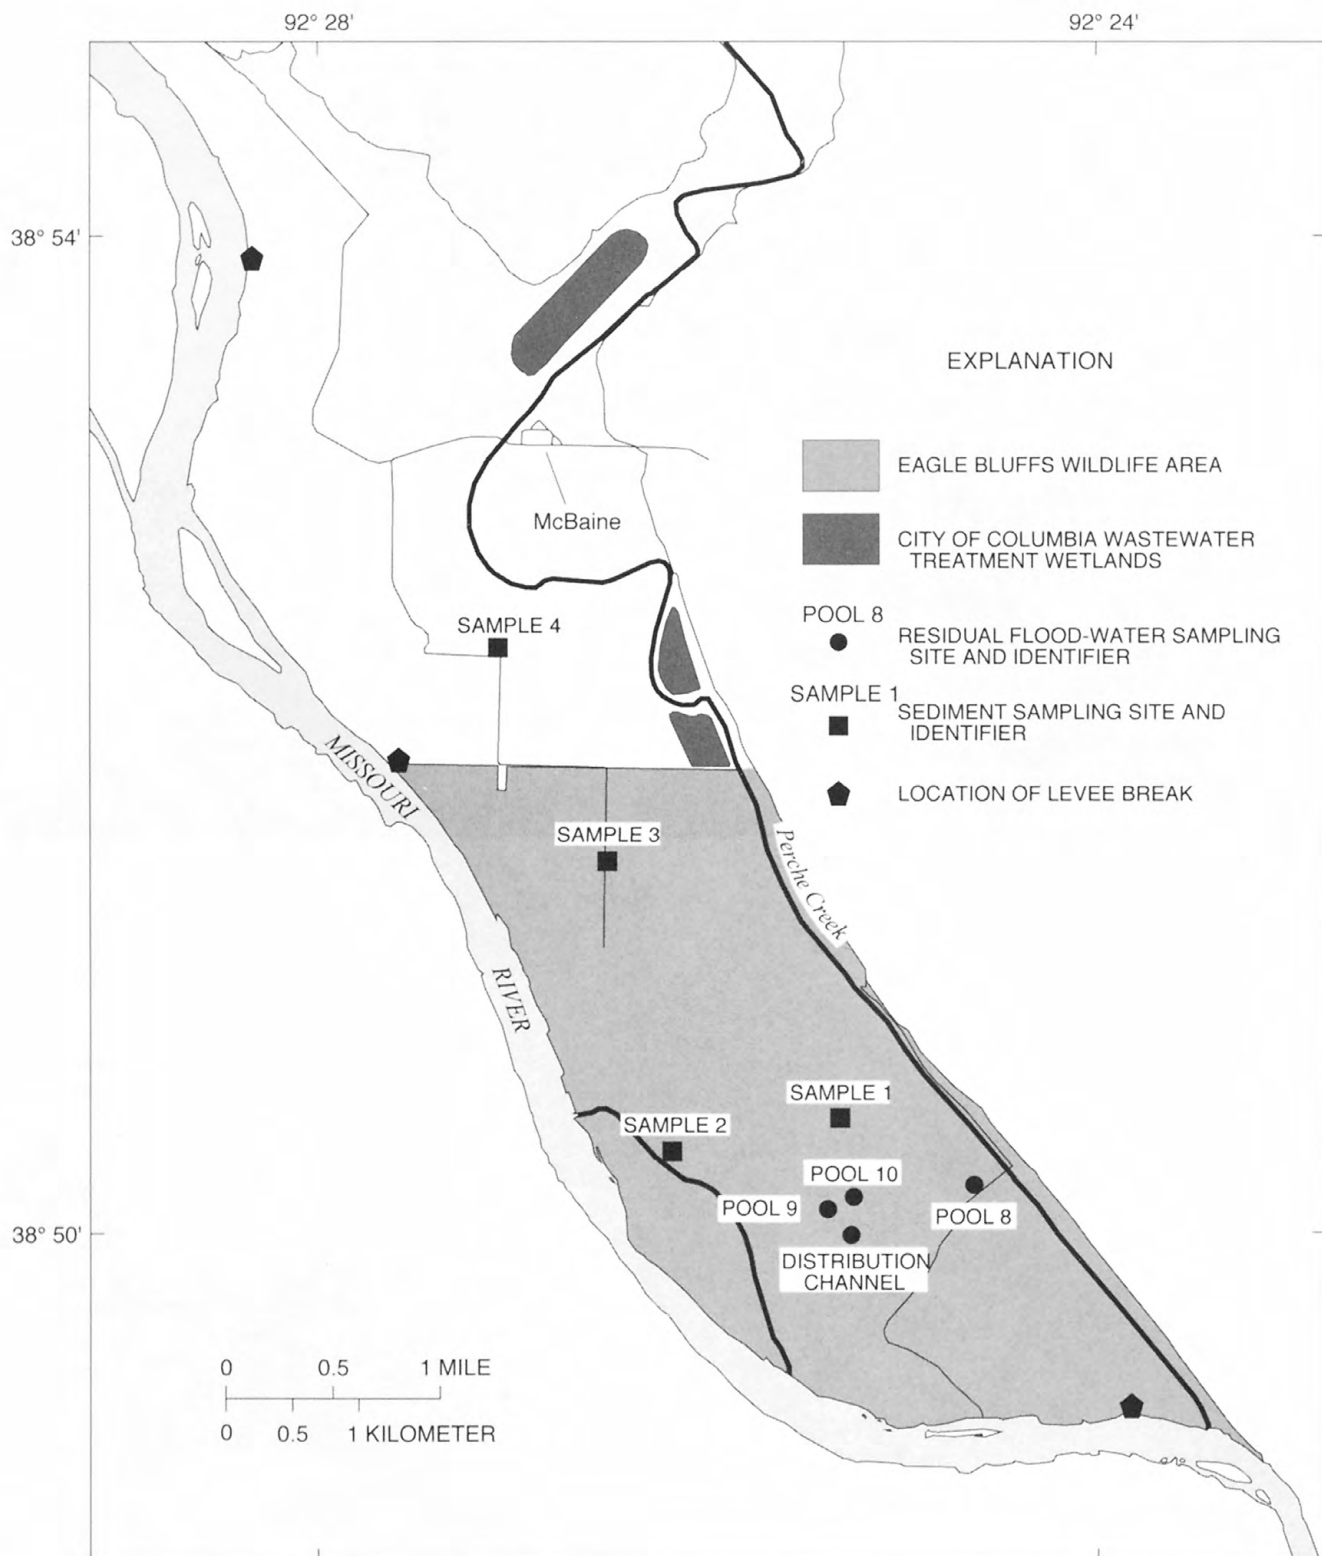 92° 28'
92° 24'
38° 54'
EXPLANATION
EAGLE BLUFFS WILDLIFE AREA
CITY OF COLUMBIA WASTEWATER
TREATMENT WETLANDS
POOL 8
RESIDUAL FLOOD-WATER SAMPLING
SITE AND IDENTIFIER
SAMPLE 1
SEDIMENT SAMPLING SITE AND
IDENTIFIER
LOCATION OF LEVEE BREAK
McBaine
SAMPLE 4
MISSOURI
SAMPLE 3
Perche Creek
RIVER
SAMPLE 1
SAMPLE 2
POOL 10
POOL 9
POOL 8
38° 50'
DISTRIBUTION
CHANNEL
0 0.5 1 MILE
0 0.5 1 KILOMETER